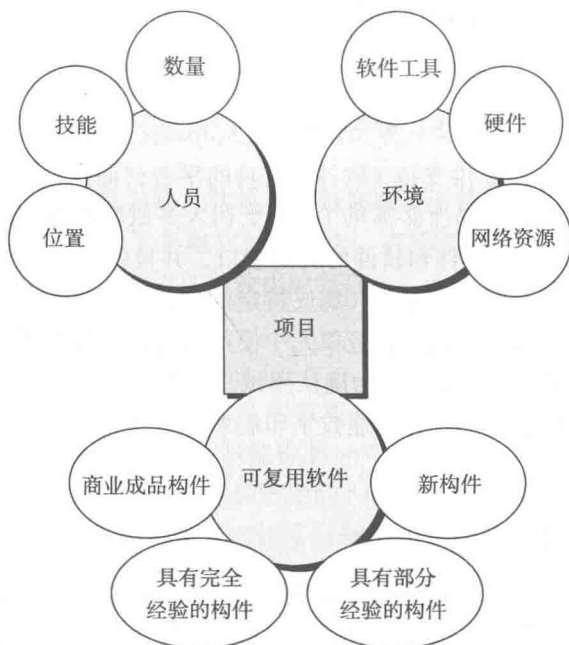 数量
软件工具
技能
硬件
人员
环境
位置
网络资源
项目
商业成品构件
可复用软件
新构件
具有完全
经验的构件
具有部分
经验的构件